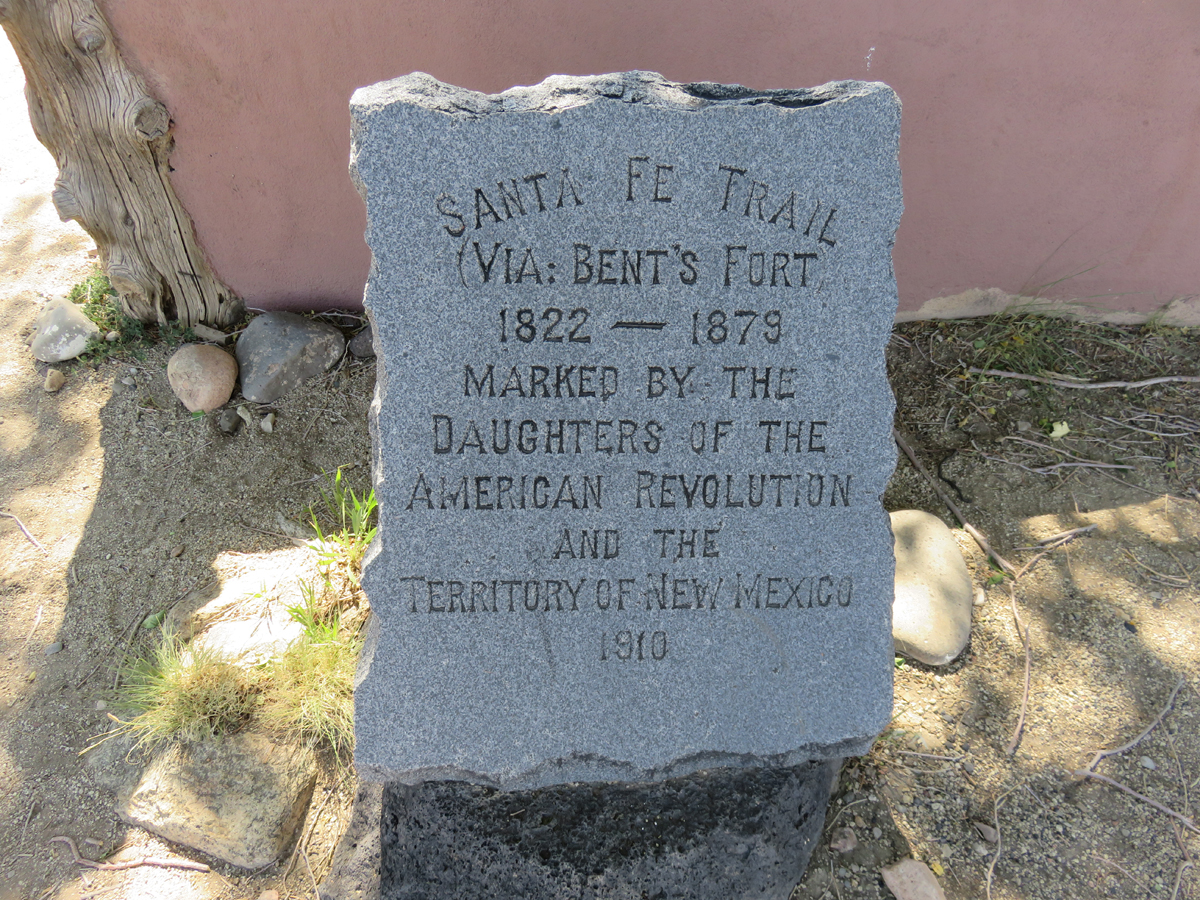 SANTA FE TRAIL
(VIA: BENT'S FORT)
1822 — 1879
MARKED BY THE
DAUGHTERS OF THE
AMERICAN REVOLUTION
AND THE
TERRITORY OF NEW MEXICO
1910